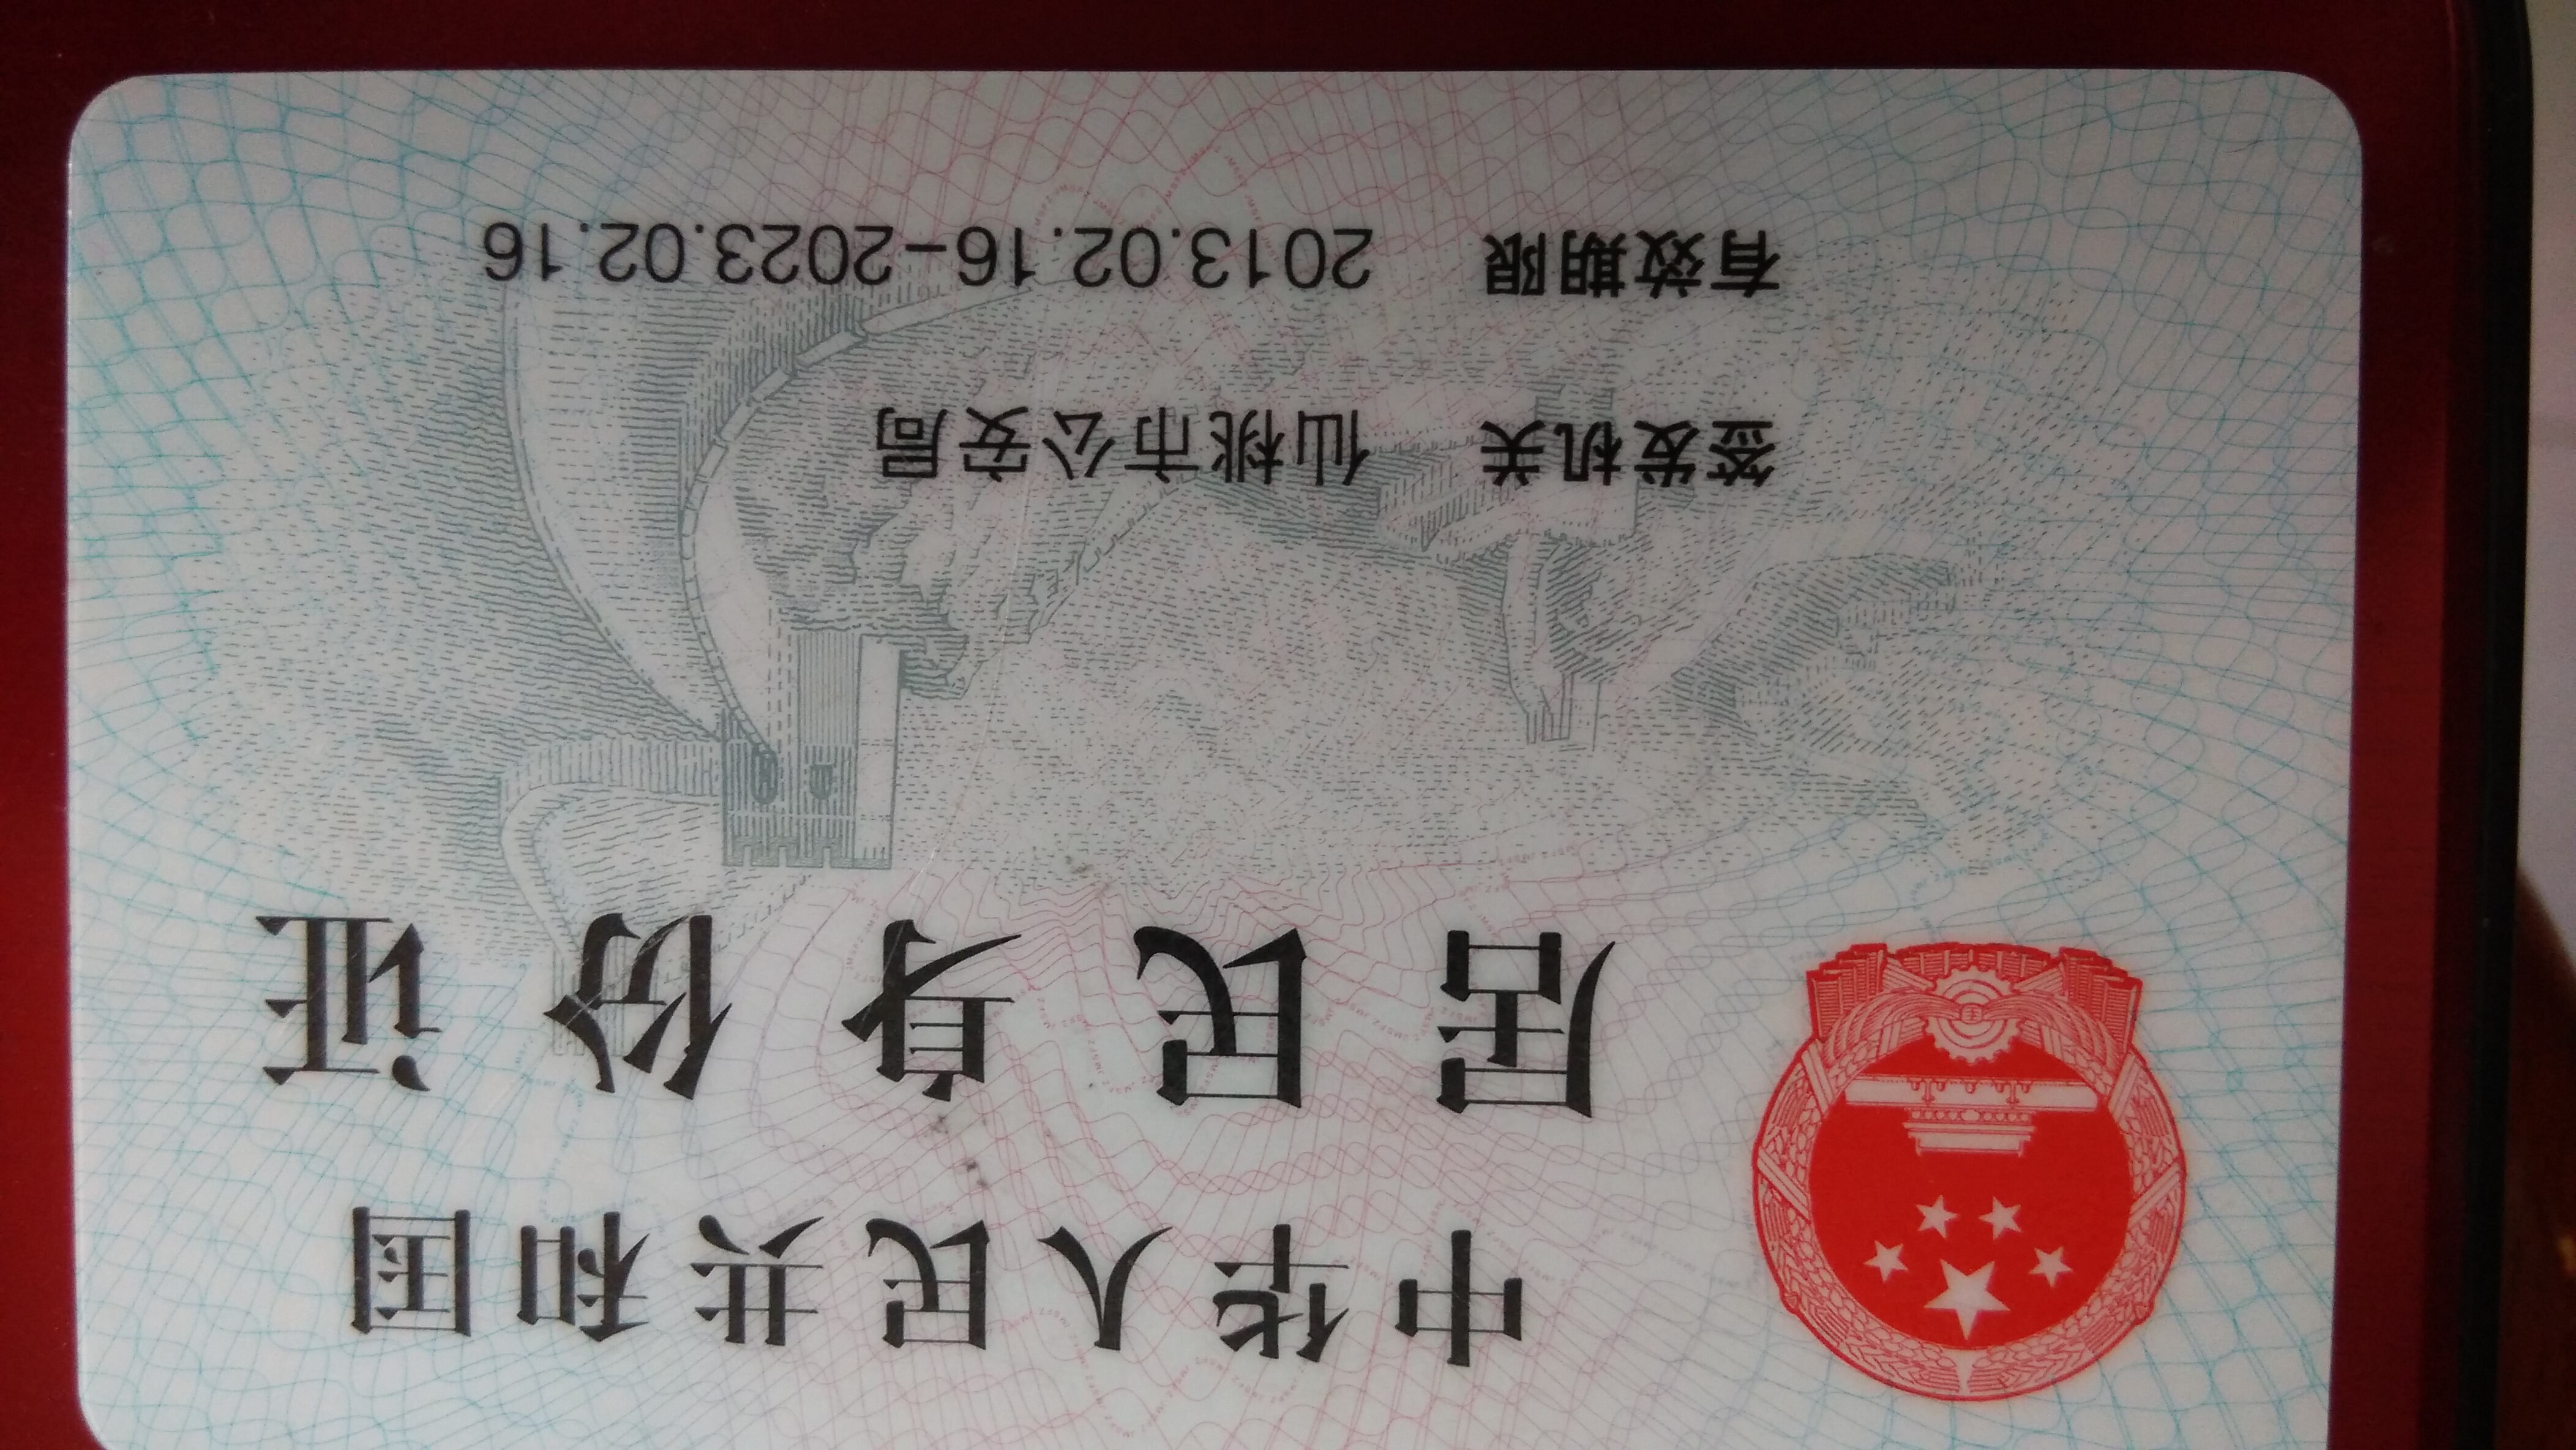 中华人民共和国
居民身份证
签发机关 仙桃市公安局
有效期限 2013.02.16-2023.02.16